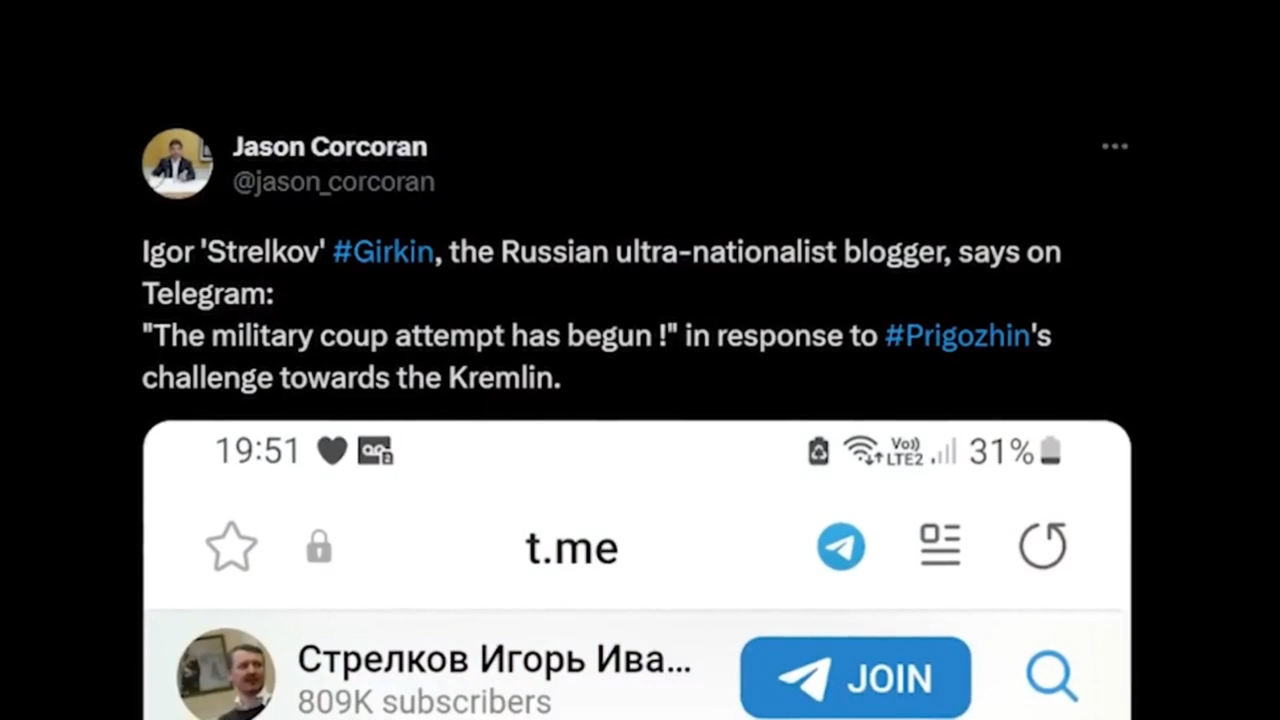 Jason Corcoran
@jason_corcoran
Igor 'Strelkov' #Girkin, the Russian ultra-nationalist blogger, says on
Telegram:
"The military coup attempt has begun !" in response to #Prigozhin's
challenge towards the Kremlin.
19:51 Vo)) LTE2 31%
t.me
Стрелков Игорь Ива...
JOIN
809K subscribers